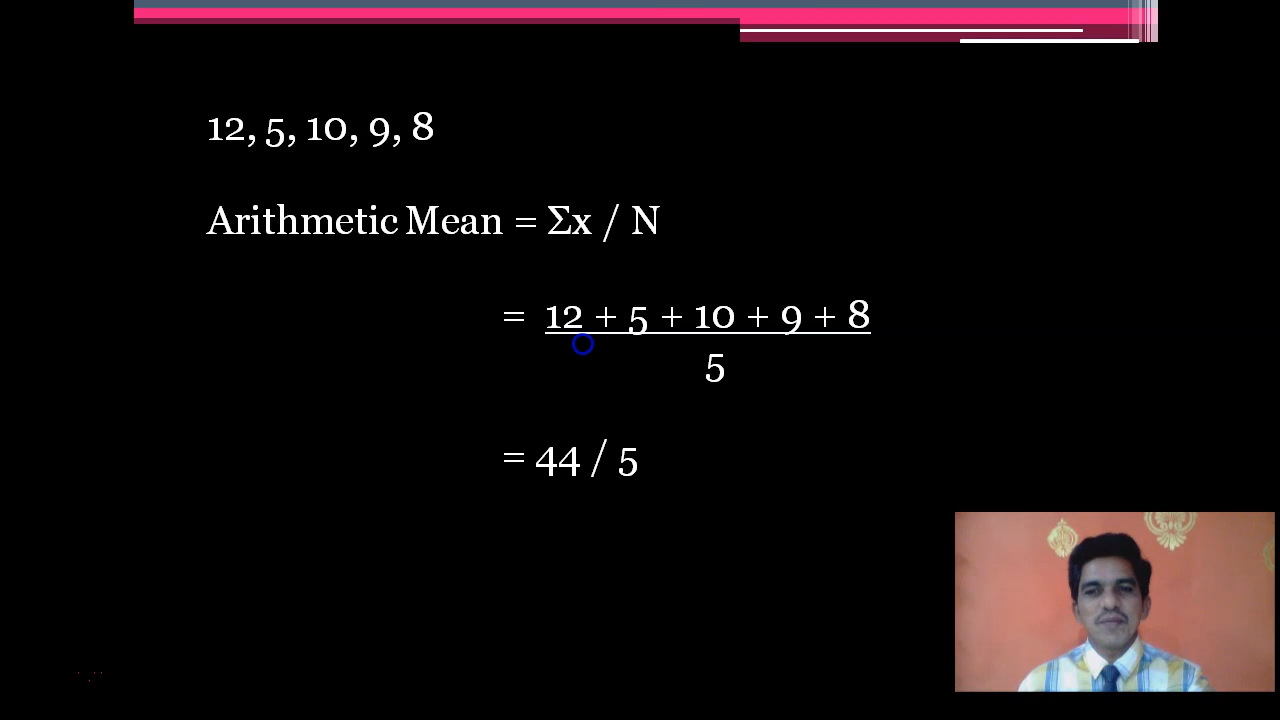 12, 5, 10, 9, 8
Arithmetic Mean = Σx / N
= 12 + 5 + 10 + 9 + 8
5
= 44 / 5